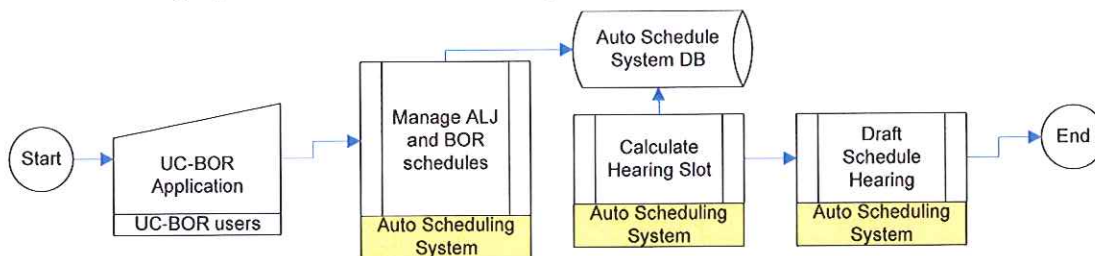 Start
UC-BOR
Application
UC-BOR users
Manage ALJ
and BOR
schedules
Auto Scheduling
System
Auto Schedule
System DB
Calculate
Hearing Slot
Auto Scheduling
System
Draft
Schedule
Hearing
Auto Scheduling
System
End